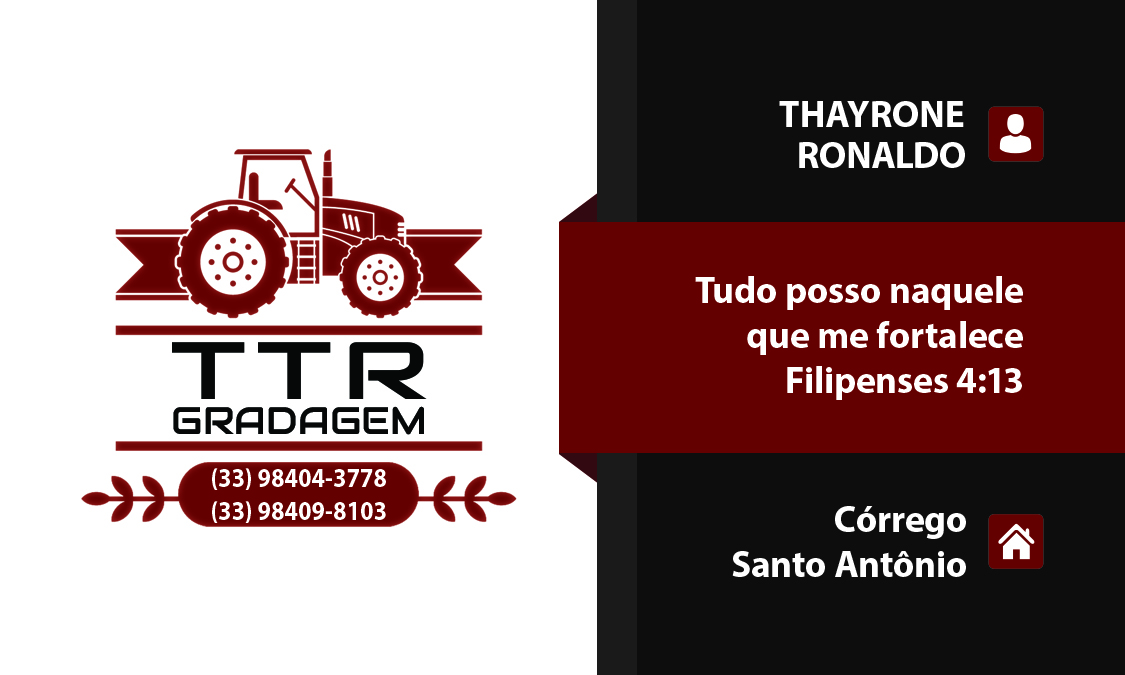 TTR
GRADAGEM
(33) 98404-3778
(33) 98409-8103
THAYRONE
RONALDO
Tudo posso naquele
que me fortalece
Filipenses 4:13
Córrego
Santo Antônio